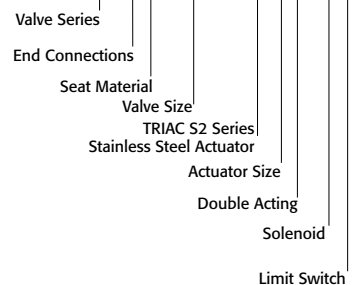 Valve Series
End Connections
Seat Material
Valve Size
TRIAC S2 Series
Stainless Steel Actuator
Actuator Size
Double Acting
Solenoid
Limit Switch